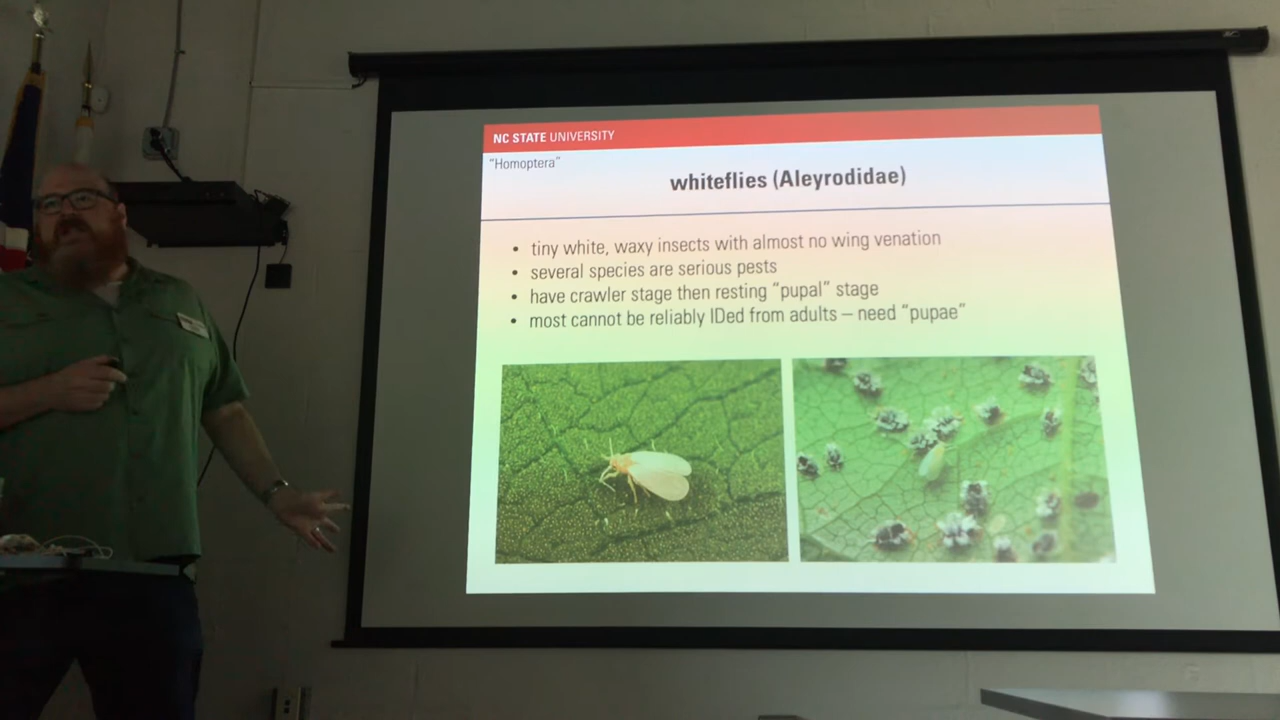 NC STATE UNIVERSITY
"Homoptera"
whiteflies (Aleyrodidae)
• tiny white, waxy insects with almost no wing venation
• several species are serious pests
• have crawler stage then resting "pupal" stage
• most cannot be reliably IDed from adults – need "pupae"